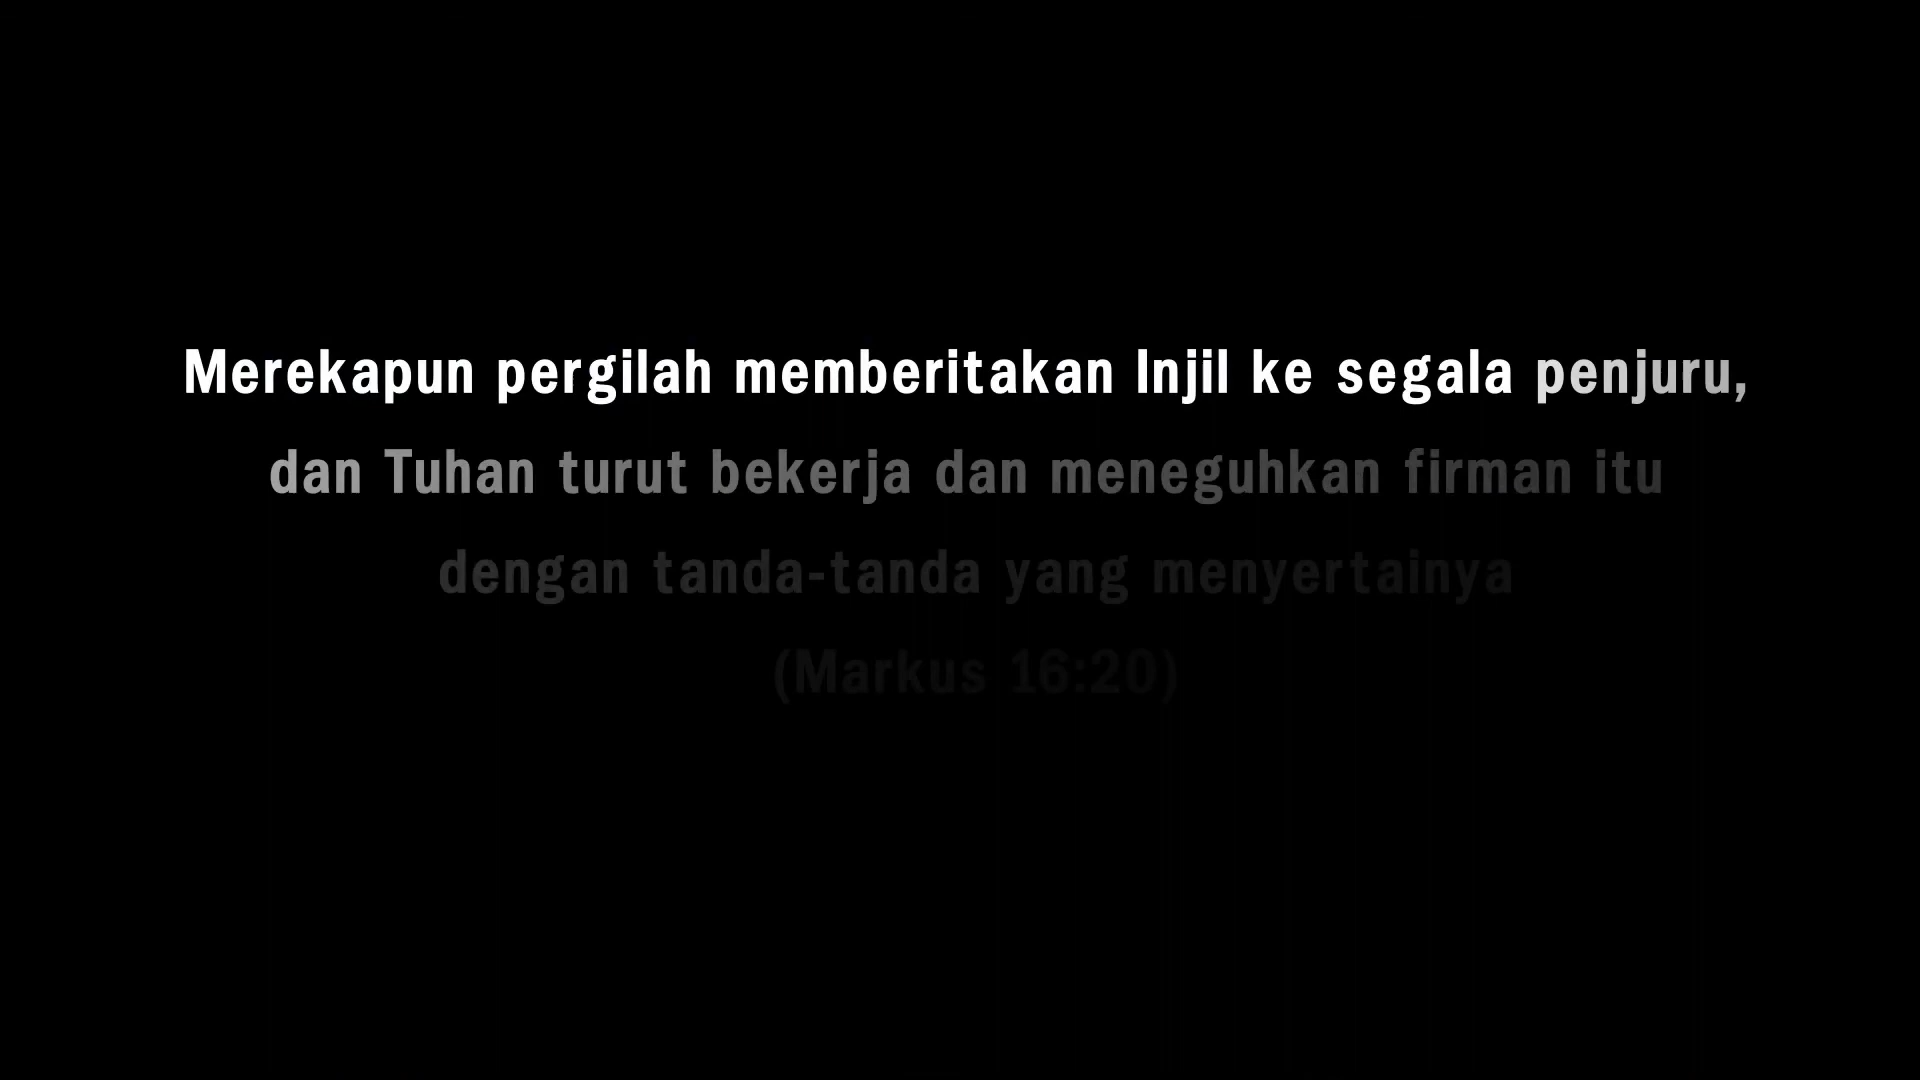 Merekapun pergilah memberitakan Injil ke segala penjuru,
dan Tuhan turut bekerja dan meneguhkan firman itu
dengan tanda-tanda yang menyertainya
(Markus 16:20)